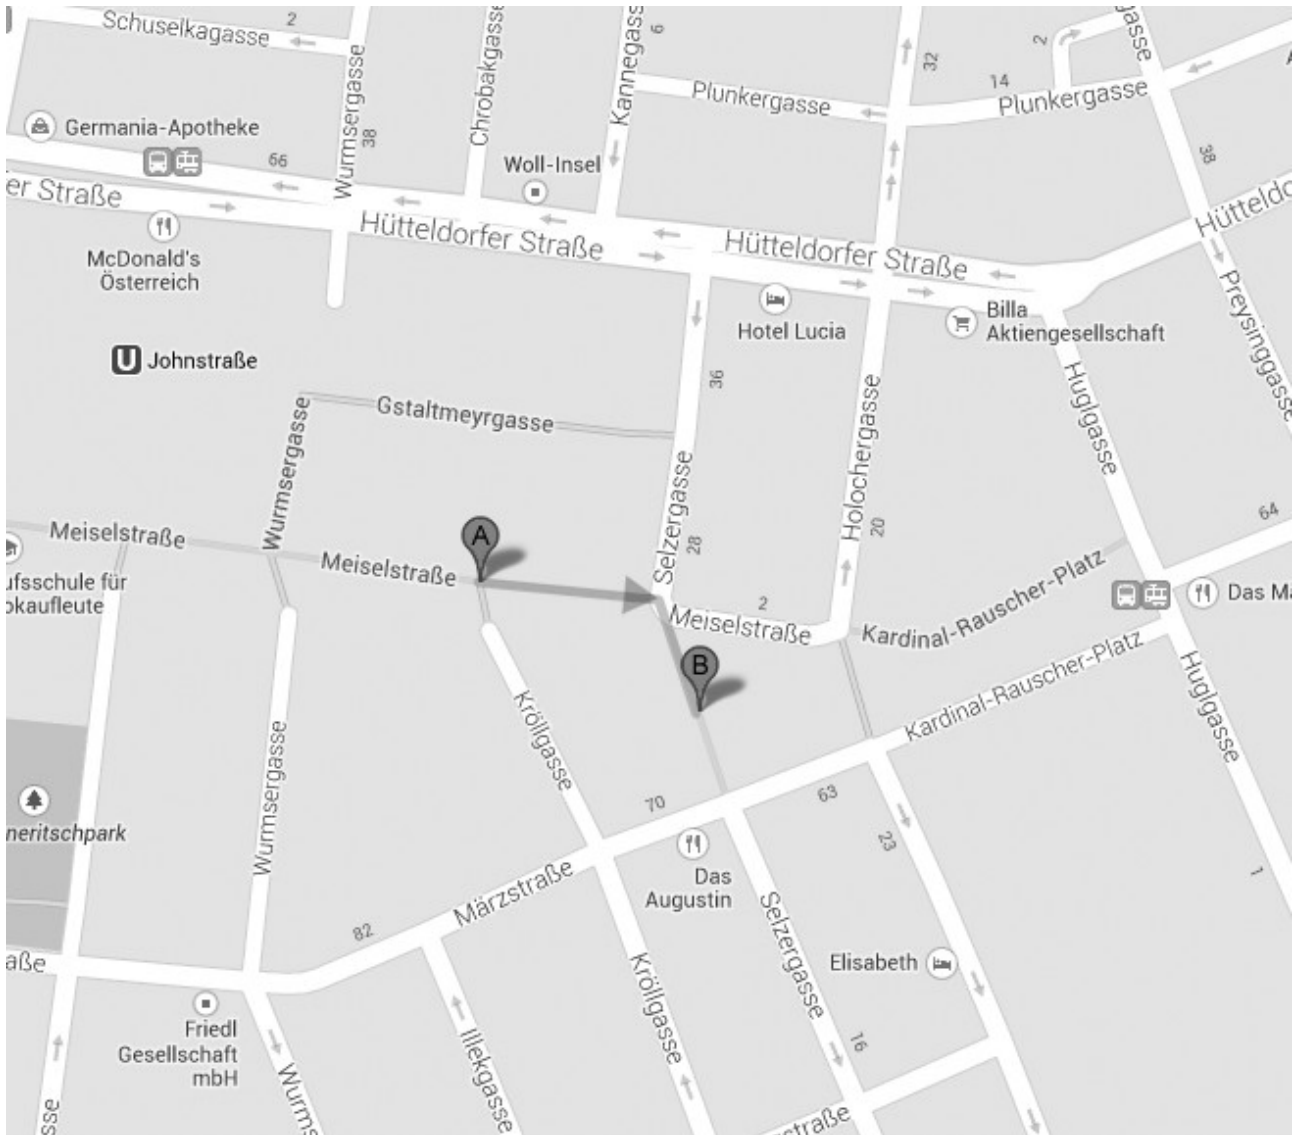 Schuselkagasse
2
Wurmsergasse
38
Chrobakgasse
Kannegasse
6
Plunkergasse
32
14
2
Plunkergasse
gasse
38
Germania-Apotheke
66
er Straße
McDonald's
Österreich
Woll-Insel
Hütteldorfer Straße
Hütteldorfer Straße
Hütteldo
Preysinggasse
Hotel Lucia
Billa
Aktiengesellschaft
U Johnstraße
Gstaltmeyrgasse
36
Wurmsergasse
Selzergasse
28
Holochergasse
20
Huglgasse
64
Meiselstraße
Meiselstraße
A
ufsschule für
okaufleute
2
Meiselstraße
Kardinal-Rauscher-Platz
Das Ma
B
Kröllgasse
Kardinal-Rauscher-Platz
Huglgasse
Wurmsergasse
neritschpark
70
63
23
1
Das
Augustin
Märzstraße
82
Selzergasse
Elisabeth
aße
Kröllgasse
Friedl
Gesellschaft
mbH
Illekgasse
16
Wurms
sse
straße